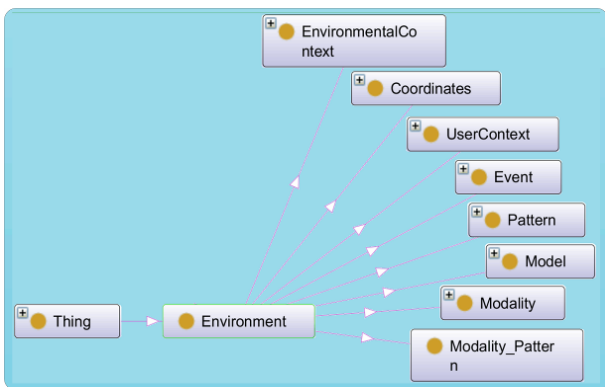 EnvironmentalCo
ntext
Coordinates
UserContext
Event
Pattern
Model
Modality
Thing
Environment
Modality_Patter
n